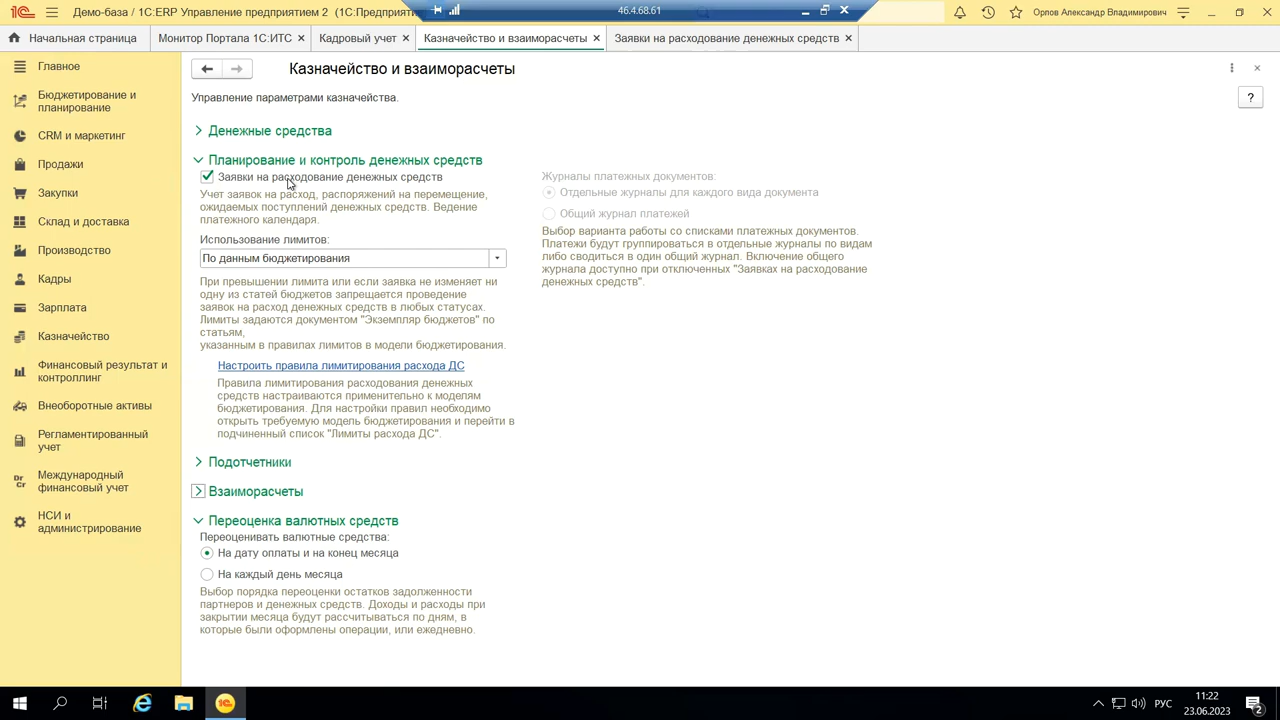 Демо-база / 1С:ERP Управление предприятием 2 (1С:Предприяти
46.4.68.61
Орлов Александр Владимирович
Начальная страница
Монитор Портала 1С:ИТС
Кадровый учет
Казначейство и взаиморасчеты
Заявки на расходование денежных средств
Главное
Бюджетирование и
планирование
CRM и маркетинг
Продажи
Закупки
Склад и доставка
Производство
Кадры
Зарплата
Казначейство
Финансовый результат и
контроллинг
Внеоборотные активы
Регламентированный
учет
Dr
Cr
Международный
финансовый учет
НСИ и
администрирование
Казначейство и взаиморасчеты
Управление параметрами казначейства.
?
Денежные средства
Планирование и контроль денежных средств
Заявки на расходование денежных средств
Учет заявок на расход, распоряжений на перемещение,
ожидаемых поступлений денежных средств. Ведение
платежного календаря.
Использование лимитов:
По данным бюджетирования
При превышении лимита или если заявка не изменяет ни
одну из статей бюджетов запрещается проведение
заявок на расход денежных средств в любых статусах.
Лимиты задаются документом "Экземпляр бюджетов" по
статьям,
указанным в правилах лимитов в модели бюджетирования.
Настроить правила лимитирования расхода ДС
Правила лимитирования расходования денежных
средств настраиваются применительно к моделям
бюджетирования. Для настройки правил необходимо
открыть требуемую модель бюджетирования и перейти в
подчиненный список "Лимиты расхода ДС".
Журналы платежных документов:
Отдельные журналы для каждого вида документа
Общий журнал платежей
Выбор варианта работы со списками платежных документов.
Платежи будут группироваться в отдельные журналы по видам
либо сводиться в один общий журнал. Включение общего
журнала доступно при отключенных "Заявках на расходование
денежных средств".
Подотчетники
Взаиморасчеты
Переоценка валютных средств
Переоценивать валютные средства:
На дату оплаты и на конец месяца
На каждый день месяца
Выбор порядка переоценки остатков задолженности
партнеров и денежных средств. Доходы и расходы при
закрытии месяца будут рассчитываться по дням, в
которые были оформлены операции, или ежедневно.
РУС
11:22
23.06.2023
2